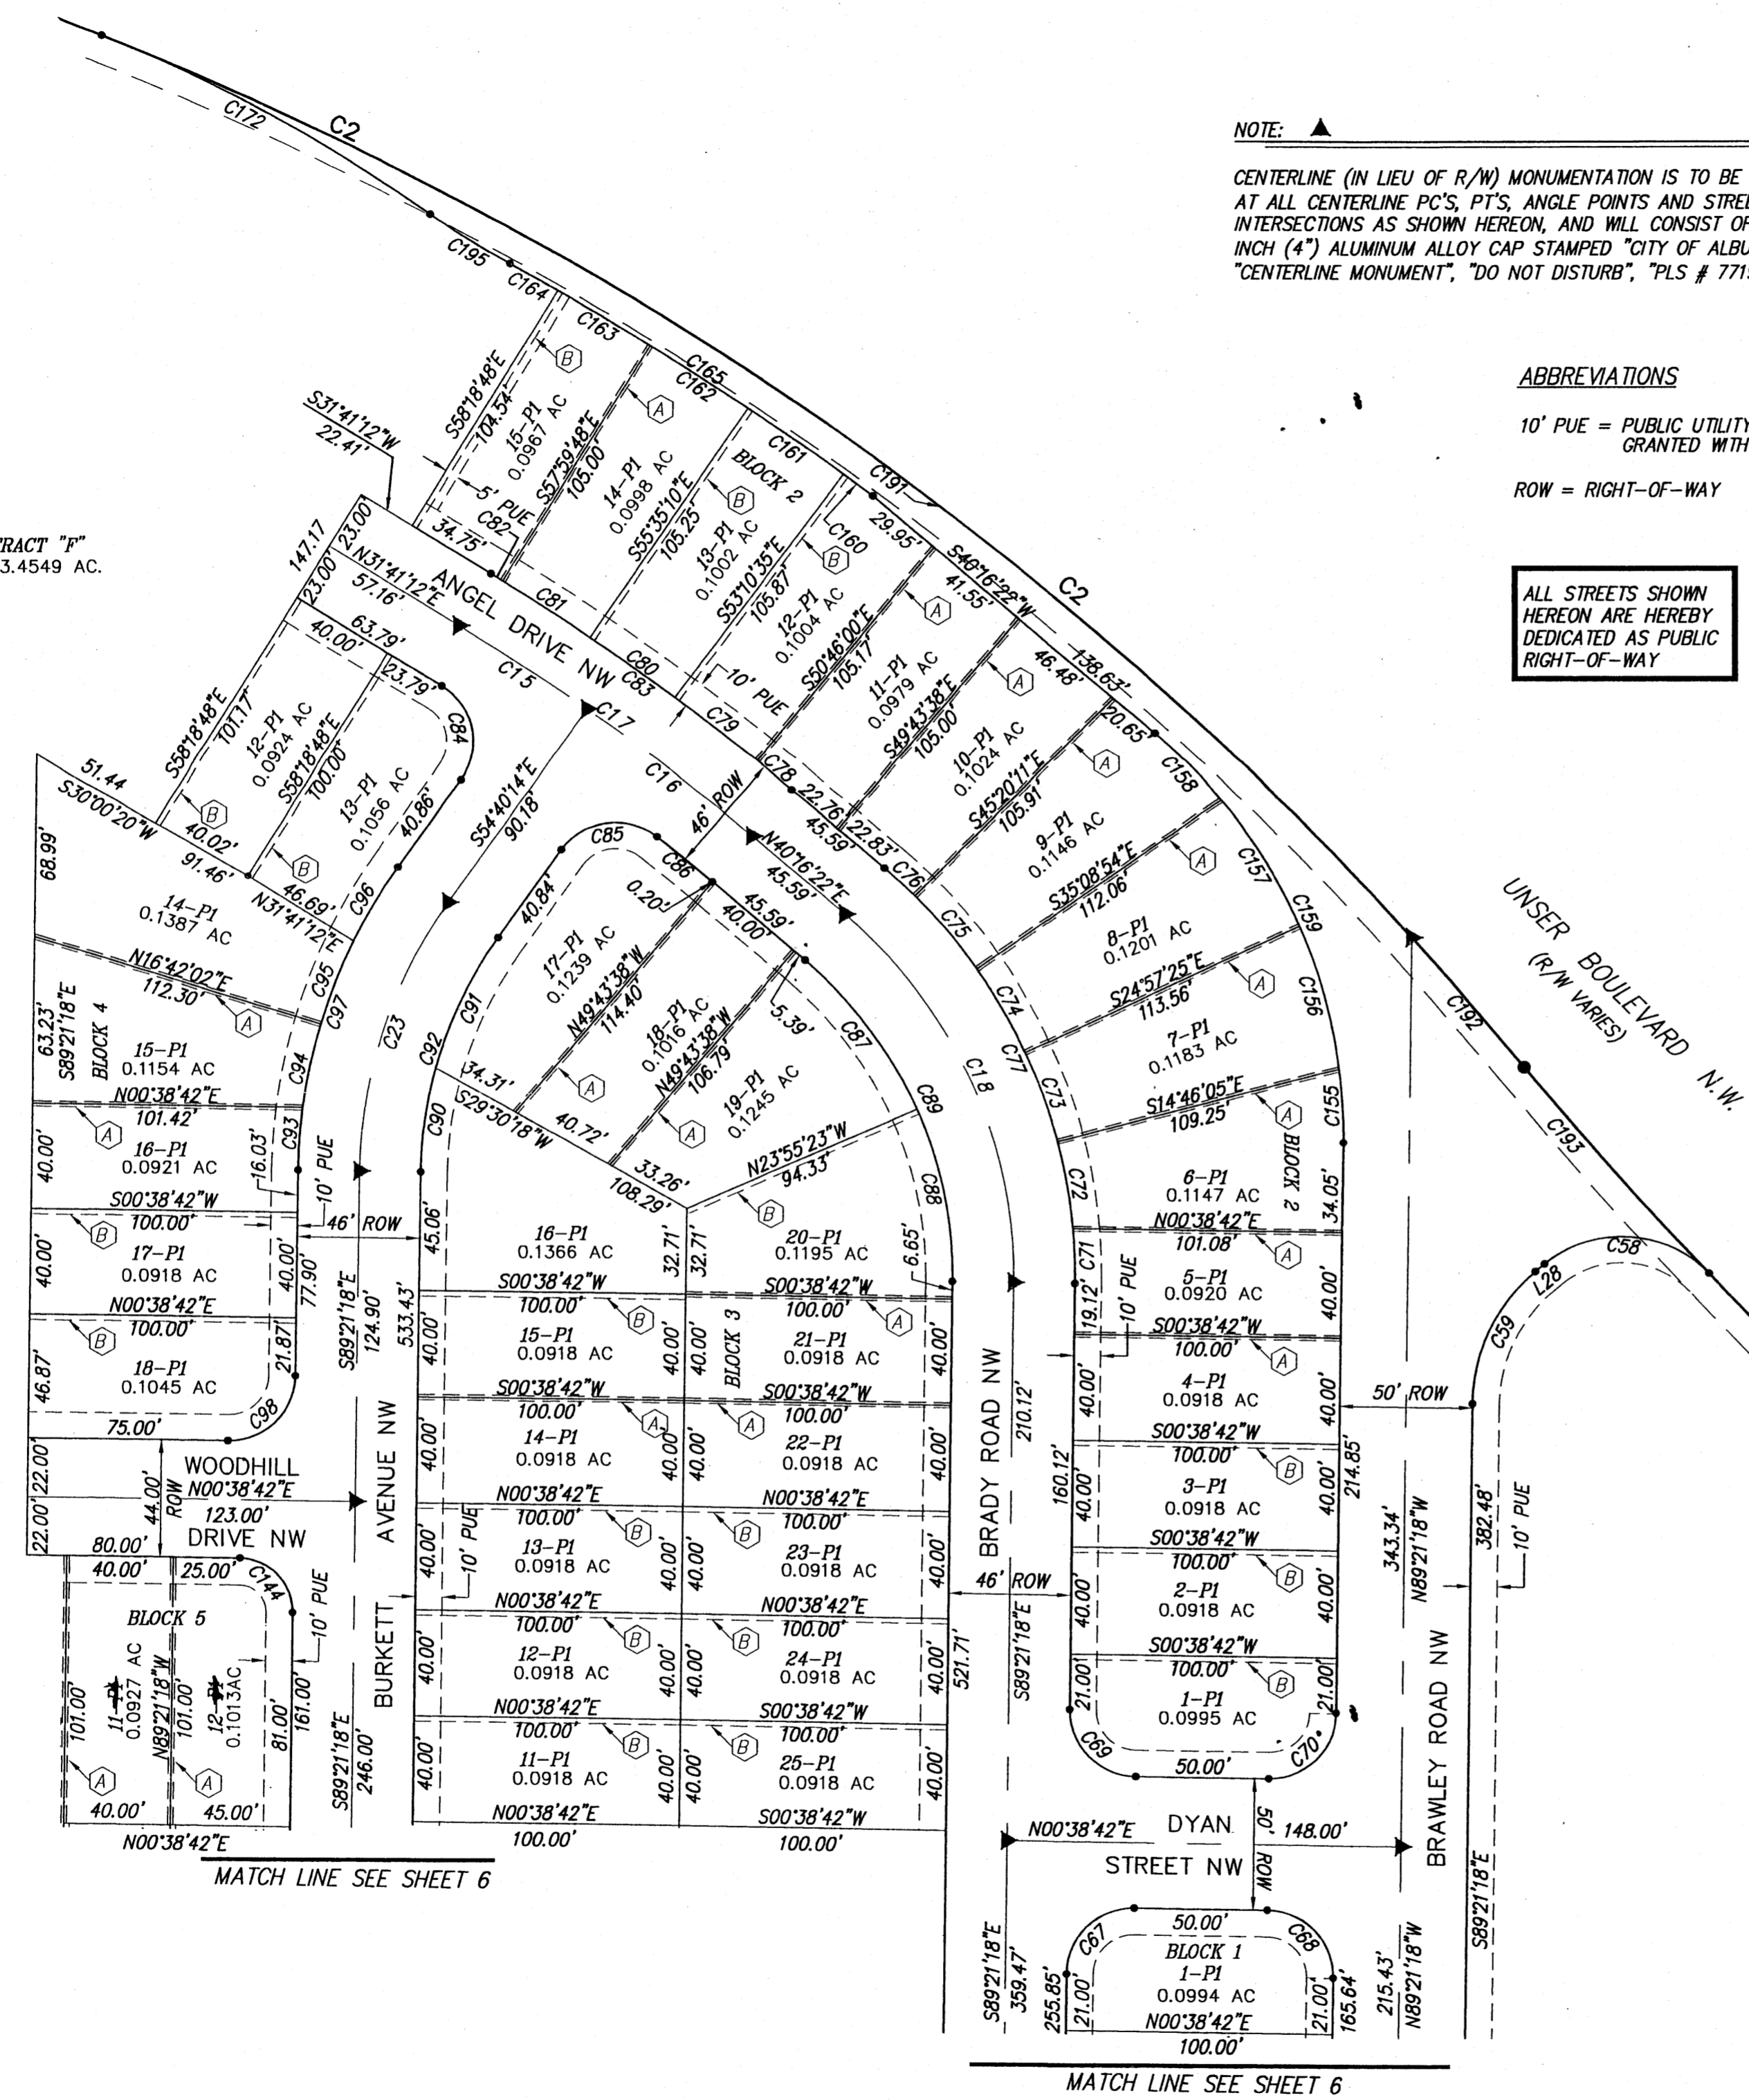 C172
C2
NOTE:
CENTERLINE (IN LIEU OF R/W) MONUMENTATION IS TO BE
AT ALL CENTERLINE PC'S, PT'S, ANGLE POINTS AND STREE
INTERSECTIONS AS SHOWN HEREON, AND WILL CONSIST OF
INCH (4") ALUMINUM ALLOY CAP STAMPED "CITY OF ALBU
"CENTERLINE MONUMENT", "DO NOT DISTURB", "PLS # 771
ABBREVIATIONS
10' PUE = PUBLIC UTILITY
GRANTED WITH
ROW = RIGHT-OF-WAY
ALL STREETS SHOWN
HEREON ARE HEREBY
DEDICATED AS PUBLIC
RIGHT-OF-WAY
RACT "F"
3.4549 AC.
C195
C164
C163
C165
C162
C161
C160
C191
C2
S31°41'12"W
22.41'
S58°18'48"E
104.54'
15-P1
0.0967 AC
B
5' PUE
C82
34.75'
S57°59'48"E
105.00'
A
14-P1
0.0998 AC
S55°35'10"E
105.25'
BLOCK 2
B
13-P1
0.1002 AC
S53°10'35"E
105.87'
B
12-P1
0.1004 AC
29.95'
S40°16'22"W
41.55'
S50°46'00"E
105.17'
A
11-P1
0.0979 AC
S49°43'38"E
105.00'
A
46.48'
138.63'
10-P1
0.1024 AC
20.65'
S45°20'11"E
105.91'
A
C158
9-P1
0.1146 AC
S35°08'54"E
112.06'
A
C157
C159
8-P1
0.1201 AC
S24°57'25"E
113.56'
A
C156
7-P1
0.1183 AC
S14°46'05"E
109.25'
A
C155
BLOCK 2
6-P1
0.1147 AC
34.05'
N00°38'42"E
101.08'
A
5-P1
0.0920 AC
40.00'
S00°38'42"W
100.00'
A
4-P1
0.0918 AC
40.00'
40.00'
S00°38'42"W
100.00'
B
3-P1
0.0918 AC
40.00'
40.00'
214.85'
160.12'
S00°38'42"W
100.00'
B
2-P1
0.0918 AC
40.00'
40.00'
S00°38'42"W
100.00'
B
1-P1
0.0995 AC
21.00'
21.00'
C69
C70
50.00'
147.17
23.00'
23.00'
N31°41'12"E
57.16'
ANGEL DRIVE NW
C15
C17
C16
C81
C80
C83
10' PUE
C79
C78
46' ROW
22.76'
45.59'
22.83'
C76
C75
C74
C77
C73
C72
C71
19.12'
10' PUE
N40°16'22"E
45.59'
C18
63.79'
40.00'
23.79'
C84
S58°18'48"E
101.17'
12-P1
0.0924 AC
B
S58°18'48"E
100.00'
13-P1
0.1056 AC
B
40.86'
S54°40'14"E
90.18
51.44
S30°00'20"W
40.02'
91.46'
46.69'
N31°41'12"E
C96
68.99'
14-P1
0.1387 AC
N16°42'02"E
112.30'
A
C95
C97
C23
63.23'
S89°21'18"E
BLOCK 4
15-P1
0.1154 AC
C94
N00°38'42"E
101.42'
A
C93
16.03'
10' PUE
16-P1
0.0921 AC
40.00'
S00°38'42"W
100.00'
B
46' ROW
17-P1
0.0918 AC
40.00'
40.00'
77.90'
N00°38'42"E
100.00'
B
18-P1
0.1045 AC
46.87'
21.87'
C98
75.00'
S89°21'18"E
124.90'
22.00'
22.00'
44.00'
ROW
WOODHILL
N00°38'42"E
123.00'
DRIVE NW
80.00'
40.00'
25.00'
C144
10' PUE
BLOCK 5
101.00'
0.0927 AC
N89°21'18"W
101.00'
0.1013AC
81.00'
161.00'
A
A
40.00'
45.00'
N00°38'42"E
S89°21'18"E
246.00'
BURKETT AVENUE NW
MATCH LINE SEE SHEET 6
C85
C86
0.20'
40.84'
17-P1
0.1239 AC
N49°43'38"W
114.40'
45.59'
40.00'
18-P1
0.1016 AC
A
N49°43'38"W
106.79'
5.39'
19-P1
0.1245 AC
A
C87
C89
C88
C91
C92
C90
34.31'
S29°30'18"W
40.72'
33.26'
108.29'
N23°55'23"W
94.33'
B
45.06'
533.43'
16-P1
0.1366 AC
32.71'
32.71'
20-P1
0.1195 AC
6.65'
S00°38'42"W
100.00'
B
S00°38'42"W
100.00'
A
BLOCK 3
40.00'
15-P1
0.0918 AC
40.00'
40.00'
21-P1
0.0918 AC
40.00'
S00°38'42"W
100.00'
A
S00°38'42"W
100.00'
A
40.00'
14-P1
0.0918 AC
40.00'
40.00'
22-P1
0.0918 AC
40.00'
N00°38'42"E
100.00'
B
N00°38'42"E
100.00'
B
10' PUE
40.00'
13-P1
0.0918 AC
40.00'
40.00'
23-P1
0.0918 AC
40.00'
N00°38'42"E
100.00'
B
N00°38'42"E
100.00'
B
40.00'
12-P1
0.0918 AC
40.00'
40.00'
24-P1
0.0918 AC
40.00'
521.71'
N00°38'42"E
100.00'
B
S00°38'42"W
100.00'
B
40.00'
11-P1
0.0918 AC
40.00'
40.00'
25-P1
0.0918 AC
40.00'
N00°38'42"E
100.00'
S00°38'42"W
100.00'
BRADY ROAD NW
210.12'
46' ROW
S89°21'18"E
N00°38'42"E
DYAN
148.00'
STREET NW
50' ROW
S89°21'18"E
359.47'
255.85'
C67
50.00'
C68
BLOCK 1
1-P1
0.0994 AC
21.00'
21.00'
165.64'
N00°38'42"E
100.00'
215.43'
N89°21'18"W
MATCH LINE SEE SHEET 6
UNSER BOULEVARD N.W.
(R/W VARIES)
C192
C193
C58
L28
C59
50' ROW
343.34'
N89°21'18"W
BRAWLEY ROAD NW
382.48'
10' PUE
S89°21'18"E